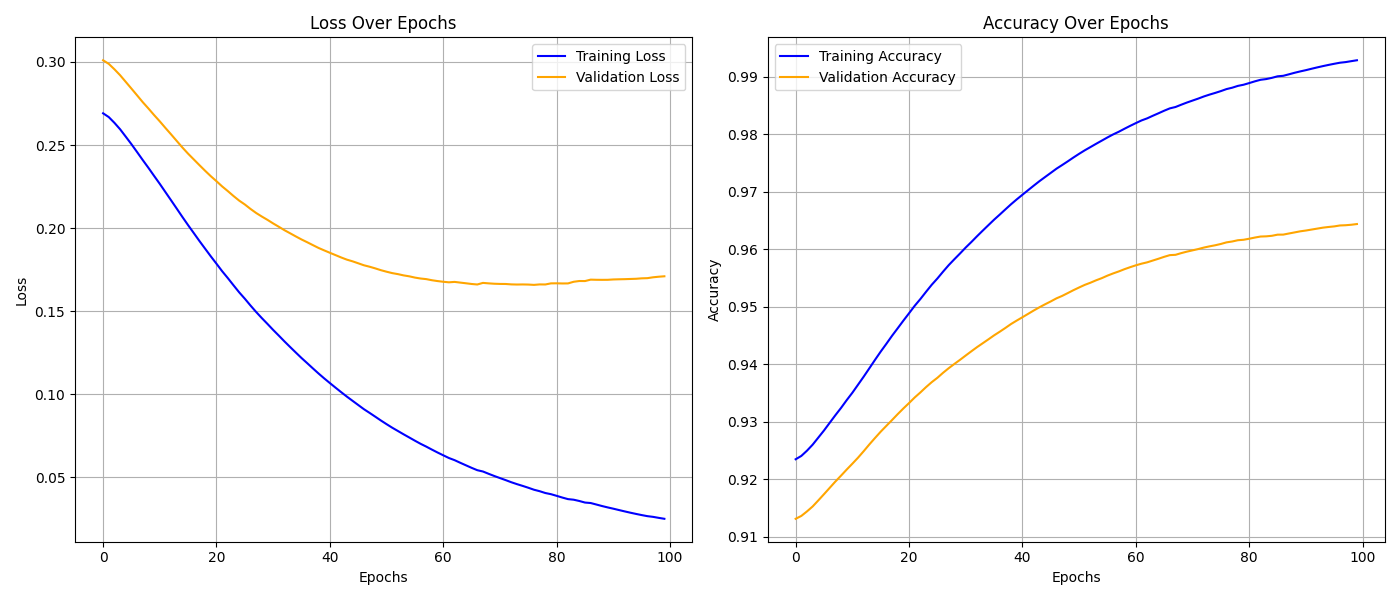 Loss Over Epochs
Training Loss
Validation Loss
0.30
0.25
0.20
0.15
0.10
0.05
Loss
0 20 40 60 80 100
Epochs
Accuracy Over Epochs
Training Accuracy
Validation Accuracy
0.99
0.98
0.97
0.96
0.95
0.94
0.93
0.92
0.91
Accuracy
0 20 40 60 80 100
Epochs